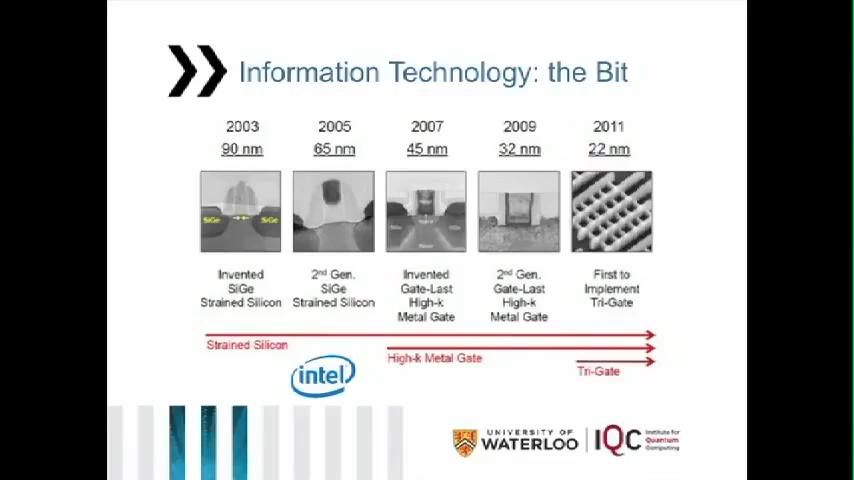 Information Technology: the Bit
2003 2005 2007 2009 2011
90 nm 65 nm 45 nm 32 nm 22 nm
SiGe SiGe
Invented
SiGe
Strained Silicon
2nd Gen.
SiGe
Strained Silicon
Invented
Gate-Last
High-k
Metal Gate
2nd Gen.
Gate-Last
High-k
Metal Gate
First to
Implement
Tri-Gate
Strained Silicon
High-k Metal Gate
Tri-Gate
intel
UNIVERSITY OF
WATERLOO
IQC
Institute for
Quantum
Computing